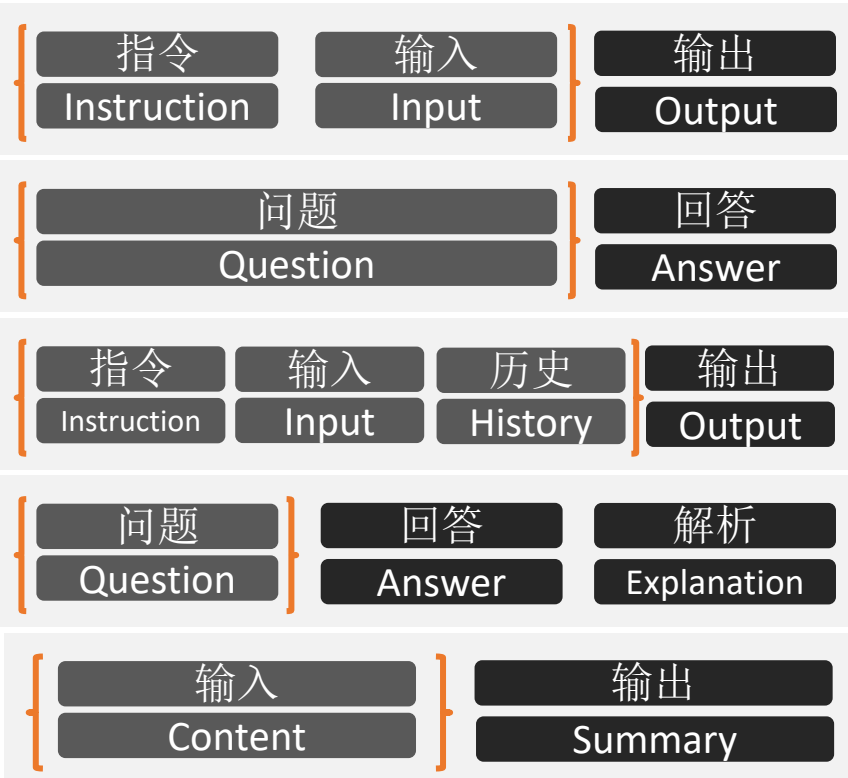 指令 输入 输出
Instruction Input Output
问题 回答
Question Answer
指令 输入 历史 输出
Instruction Input History Output
问题 回答 解析
Question Answer Explanation
输入 输出
Content Summary